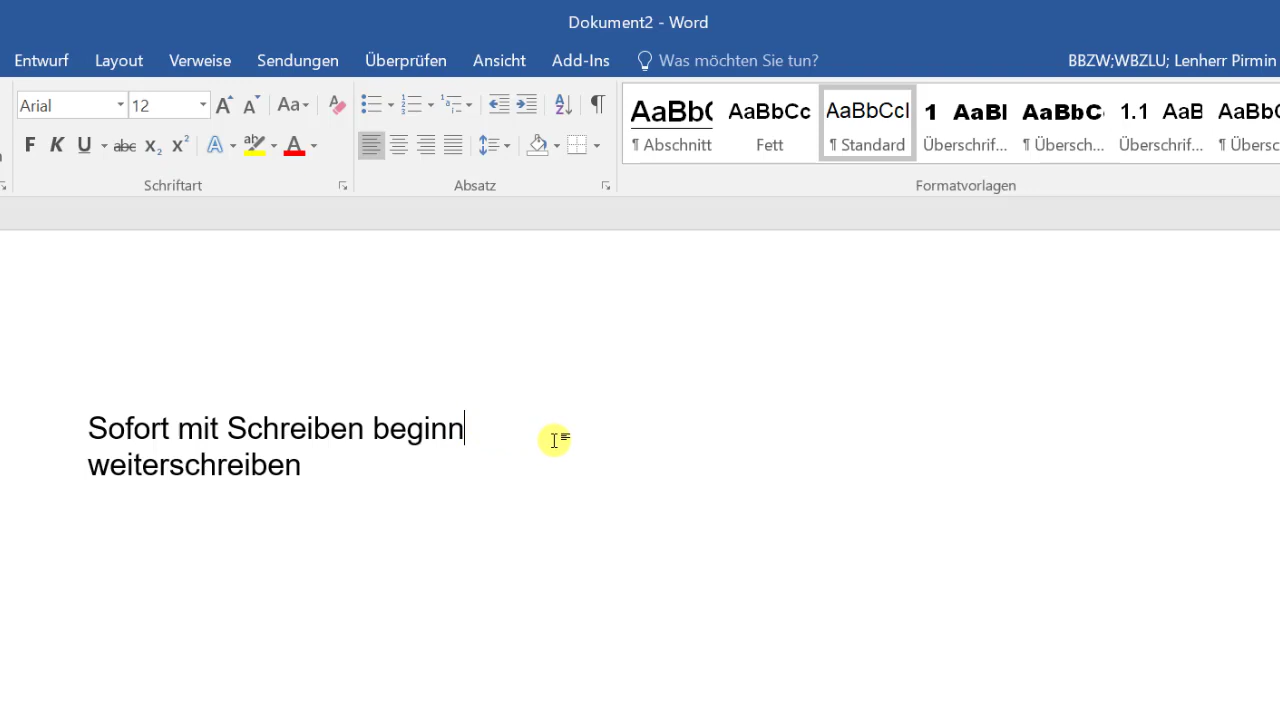 Dokument2 - Word
Entwurf Layout Verweise Sendungen Überprüfen Ansicht Add-Ins Was möchten Sie tun? BBZW;WBZLU; Lenherr Pirmin
Arial 12 A A Aa A
F K U abc X₂ X² A ab A
AaBbC AaBbCc AaBbCcI 1 AaBl AaBbC 1.1 AaB AaBbC
¶ Abschnitt Fett ¶ Standard Überschrif... ¶ Übersch... Überschrif... ¶ Übersc
Schriftart Absatz Formatvorlagen
Sofort mit Schreiben beginn
weiterschreiben